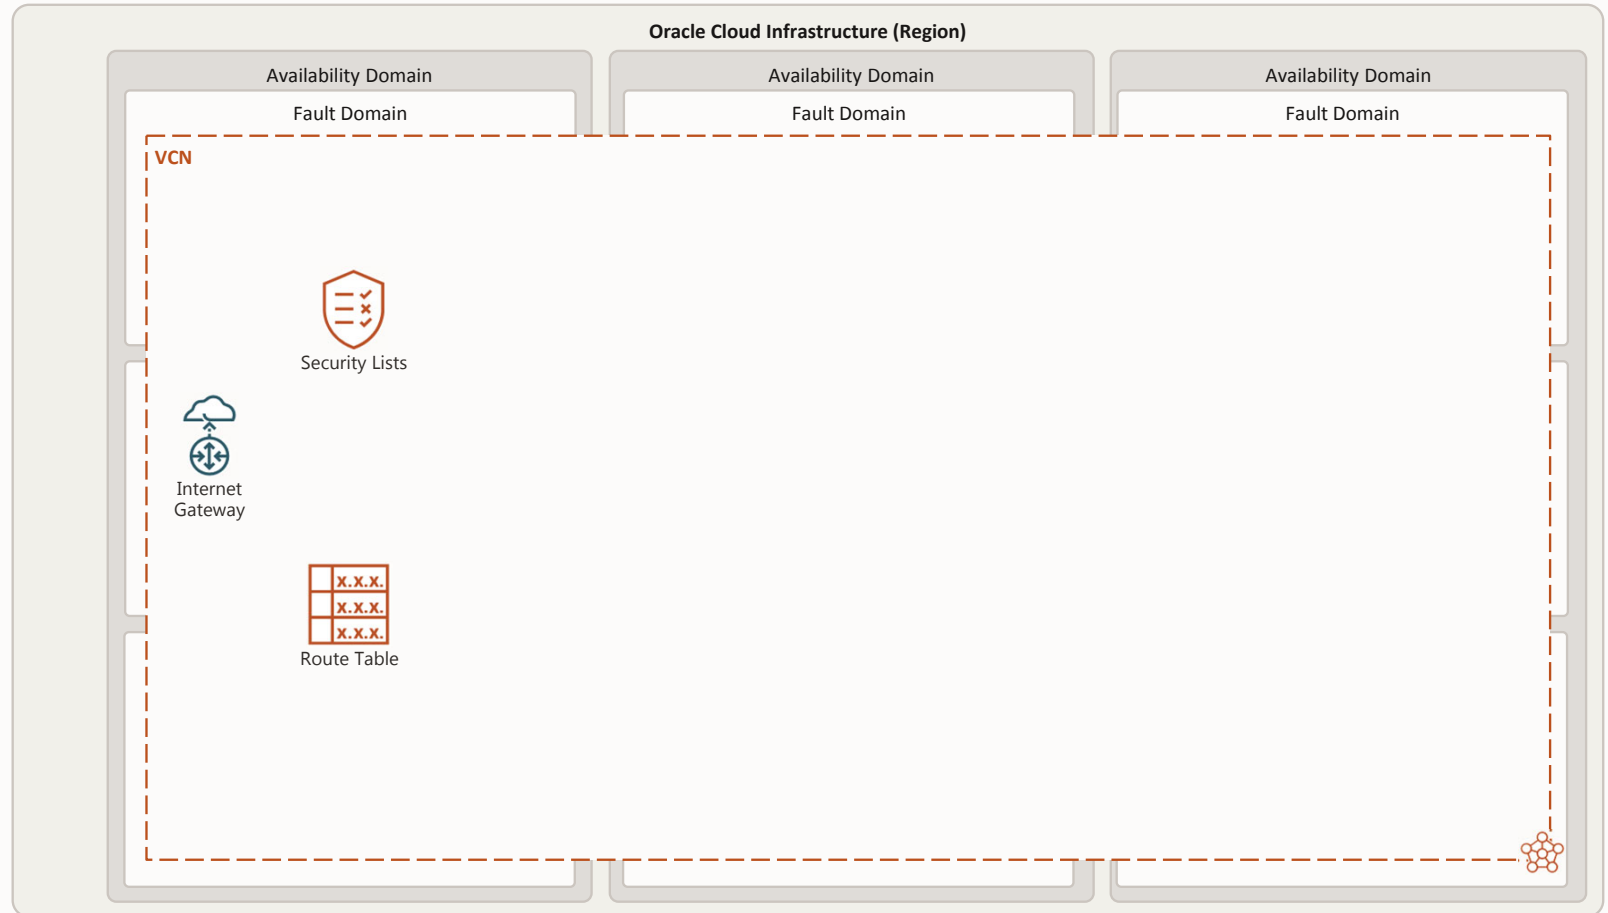 Oracle Cloud Infrastructure (Region)
Availability Domain
Availability Domain
Availability Domain
Fault Domain
Fault Domain
Fault Domain
VCN
Security Lists
Internet
Gateway
x.x.x.
x.x.x.
x.x.x.
Route Table